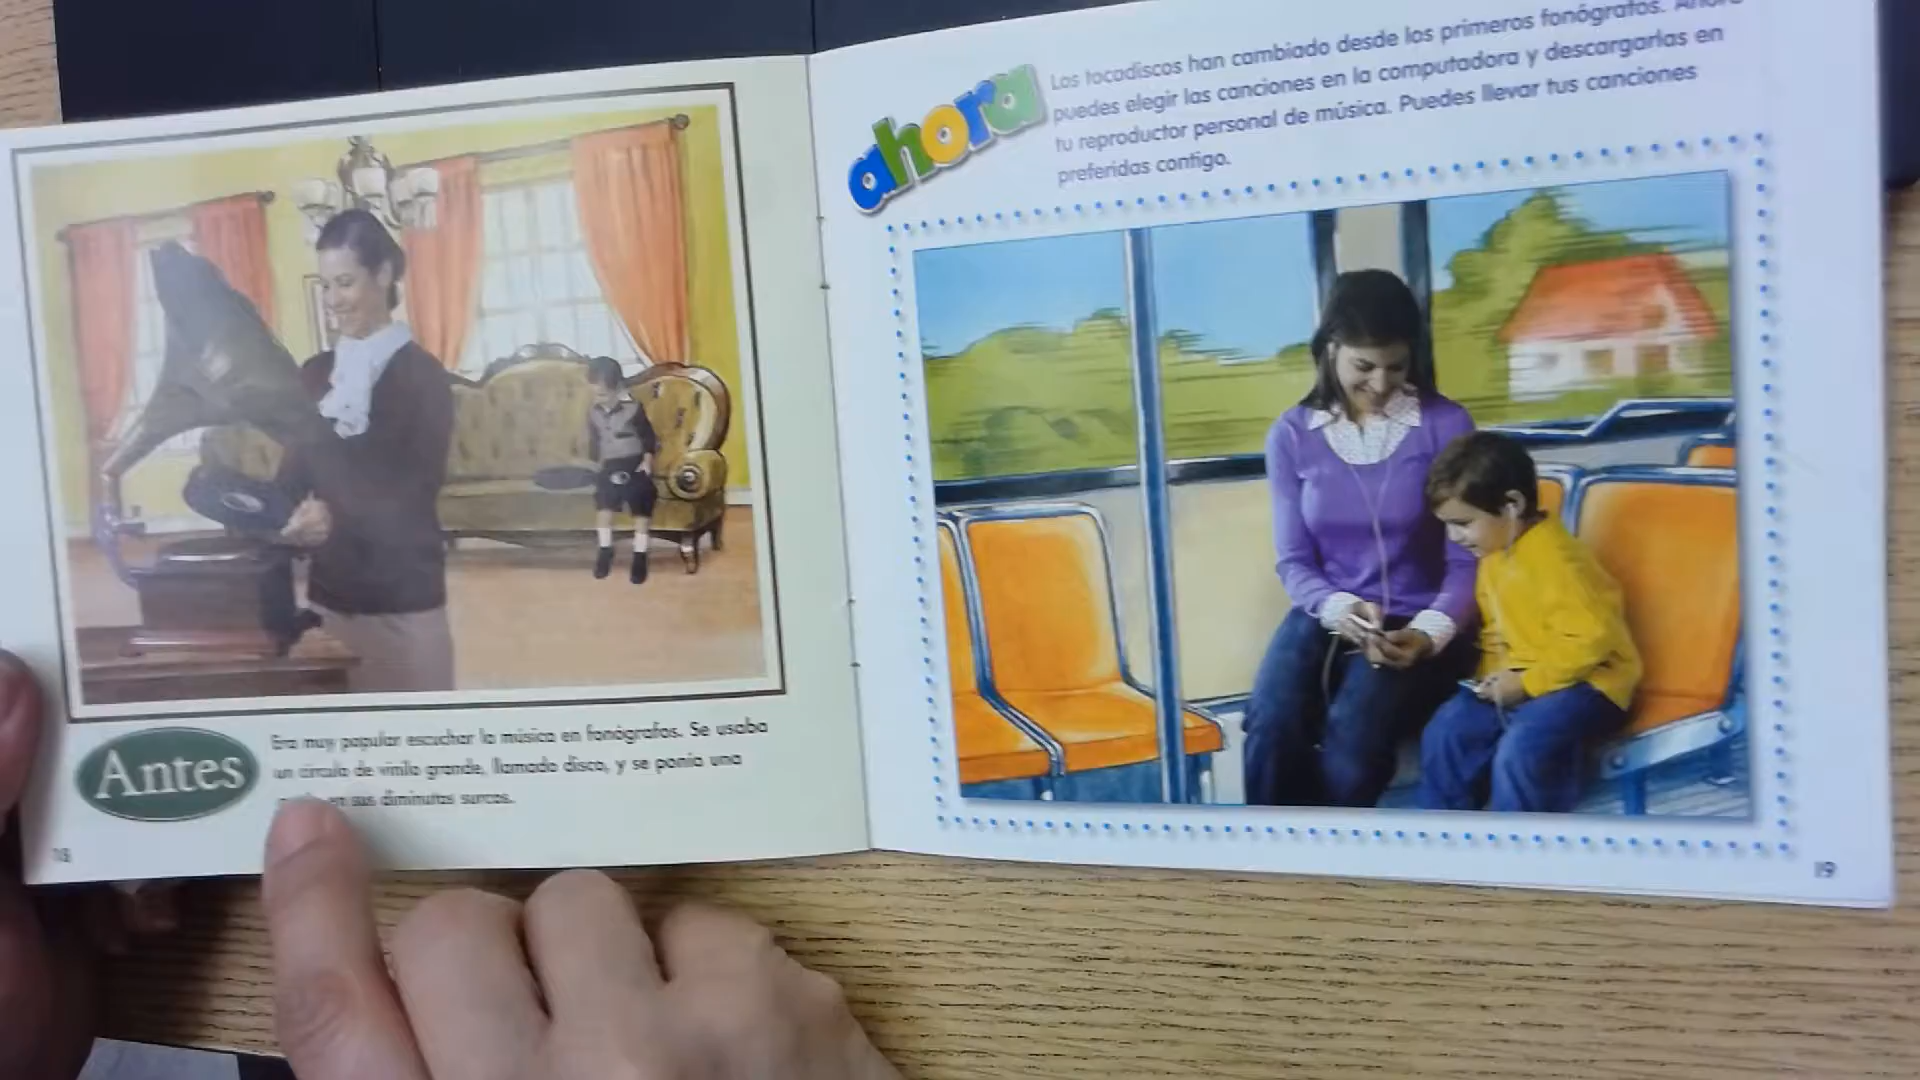 Antes
Era muy popular escuchar la música en fonógrafos. Se usaba
un círculo de vinilo grande, llamado disco, y se ponía una
en sus diminutos surcos.
18
ahora
Los tocadiscos han cambiado desde los primeros fonógrafos. Ahora
puedes elegir las canciones en la computadora y descargarlas en
tu reproductor personal de música. Puedes llevar tus canciones
preferidas contigo.
19